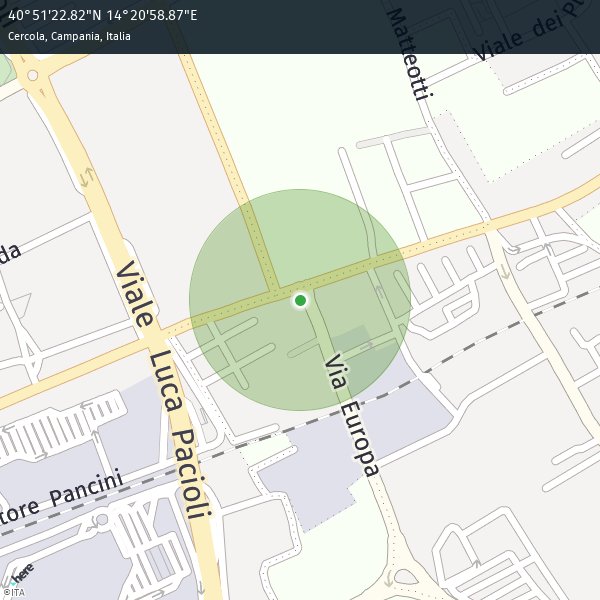 40°51'22.82"N 14°20'58.87"E
Cercola, Campania, Italia
Matteotti
Viale dei
da
Viale Luca Pacioli
Via Europa
tore Pancini
here
©ITA